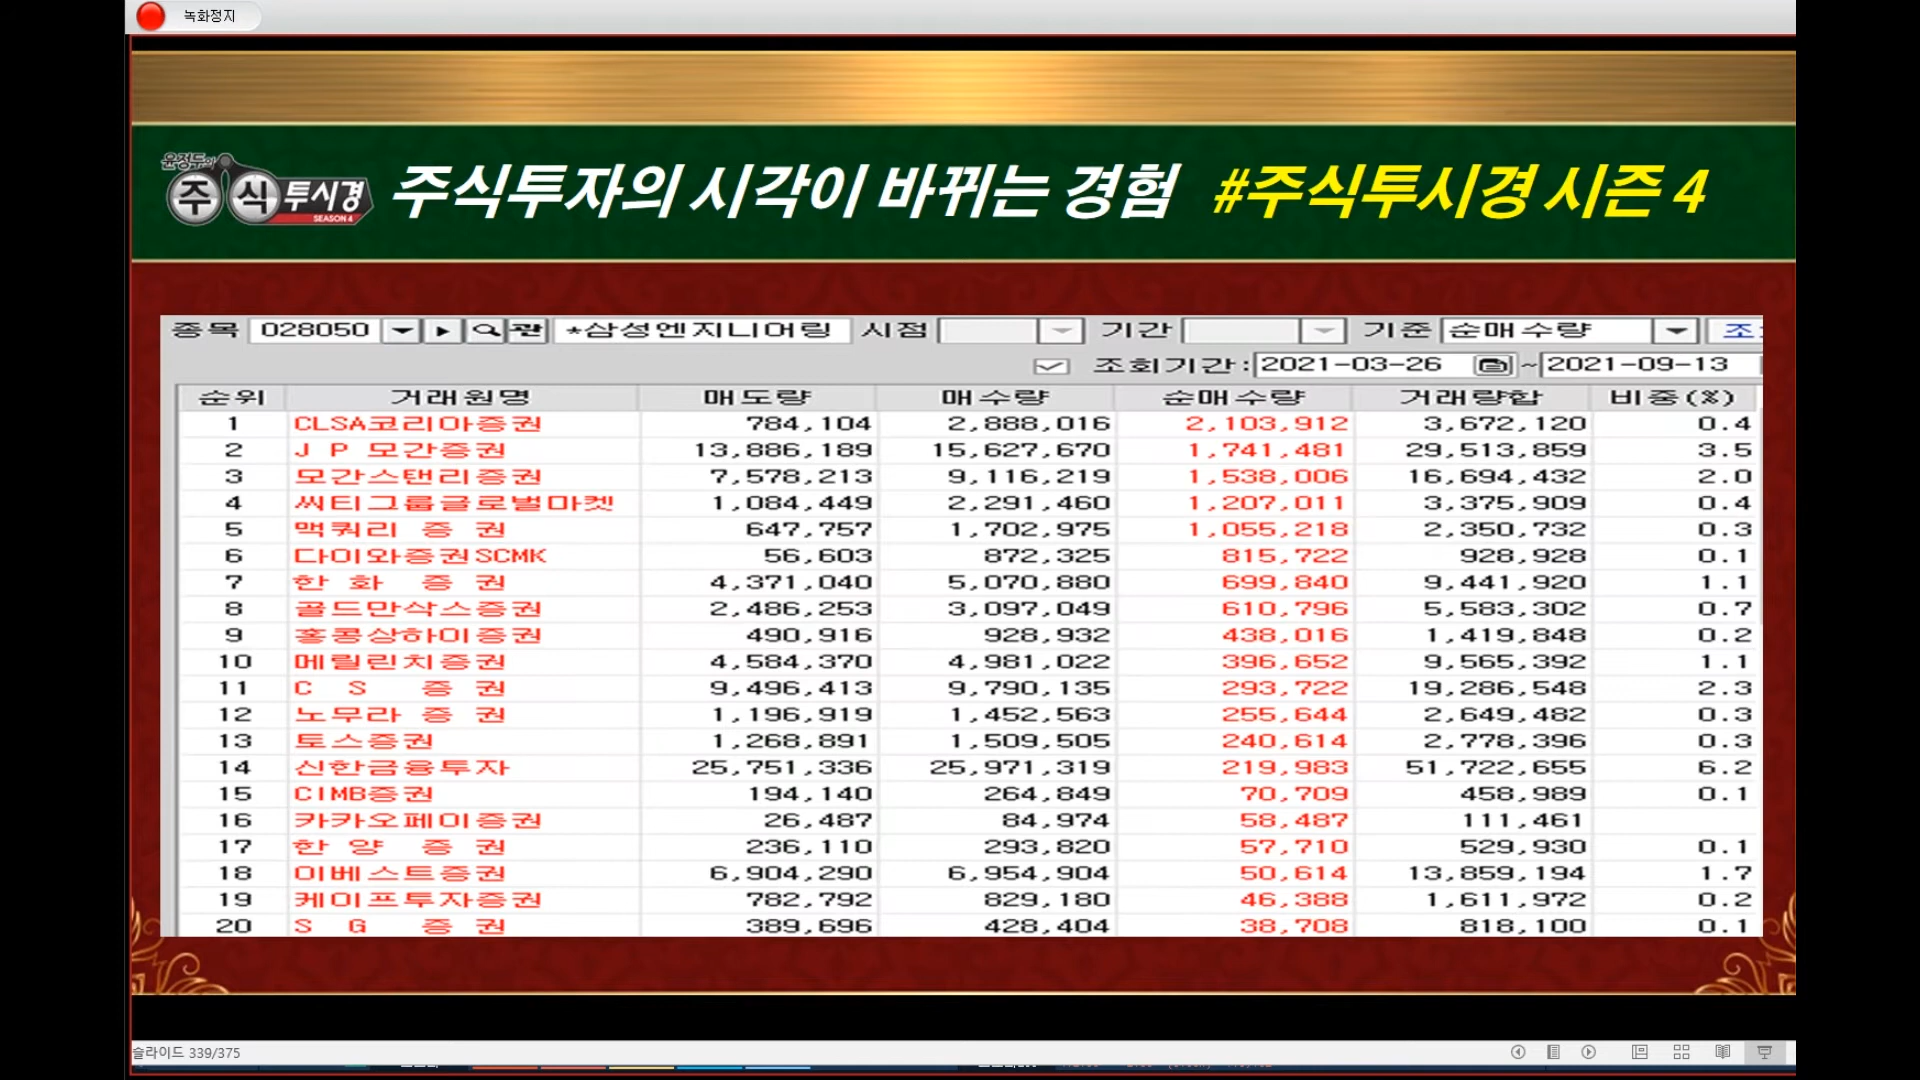 녹화정지
윤정두의
주식투시경
SEASON 4
주식투자의 시각이 바뀌는 경험 #주식투시경 시즌 4
종목 028050 관 *삼성엔지니어링 시점 기간 기준 순매수량 조
조회기간: 2021-03-26 ~ 2021-09-13
순위 거래원명 매도량 매수량 순매수량 거래량합 비중(%)
1 CLSA코리아증권 784,104 2,888,016 2,103,912 3,672,120 0.4
2 J P 모간증권 13,886,189 15,627,670 1,741,481 29,513,859 3.5
3 모간스탠리증권 7,578,213 9,116,219 1,538,006 16,694,432 2.0
4 씨티그룹글로벌마켓 1,084,449 2,291,460 1,207,011 3,375,909 0.4
5 맥쿼리 증 권 647,757 1,702,975 1,055,218 2,350,732 0.3
6 다이와증권SCMK 56,603 872,325 815,722 928,928 0.1
7 한 화 증 권 4,371,040 5,070,880 699,840 9,441,920 1.1
8 골드만삭스증권 2,486,253 3,097,049 610,796 5,583,302 0.7
9 홍콩상하이증권 490,916 928,932 438,016 1,419,848 0.2
10 메릴린치증권 4,584,370 4,981,022 396,652 9,565,392 1.1
11 C S 증 권 9,496,413 9,790,135 293,722 19,286,548 2.3
12 노무라 증 권 1,196,919 1,452,563 255,644 2,649,482 0.3
13 토스증권 1,268,891 1,509,505 240,614 2,778,396 0.3
14 신한금융투자 25,751,336 25,971,319 219,983 51,722,655 6.2
15 CIMB증권 194,140 264,849 70,709 458,989 0.1
16 카카오페이증권 26,487 84,974 58,487 111,461
17 한 양 증 권 236,110 293,820 57,710 529,930 0.1
18 이베스트증권 6,904,290 6,954,904 50,614 13,859,194 1.7
19 케이프투자증권 782,792 829,180 46,388 1,611,972 0.2
20 S G 증 권 389,696 428,404 38,708 818,100 0.1
슬라이드 339/375